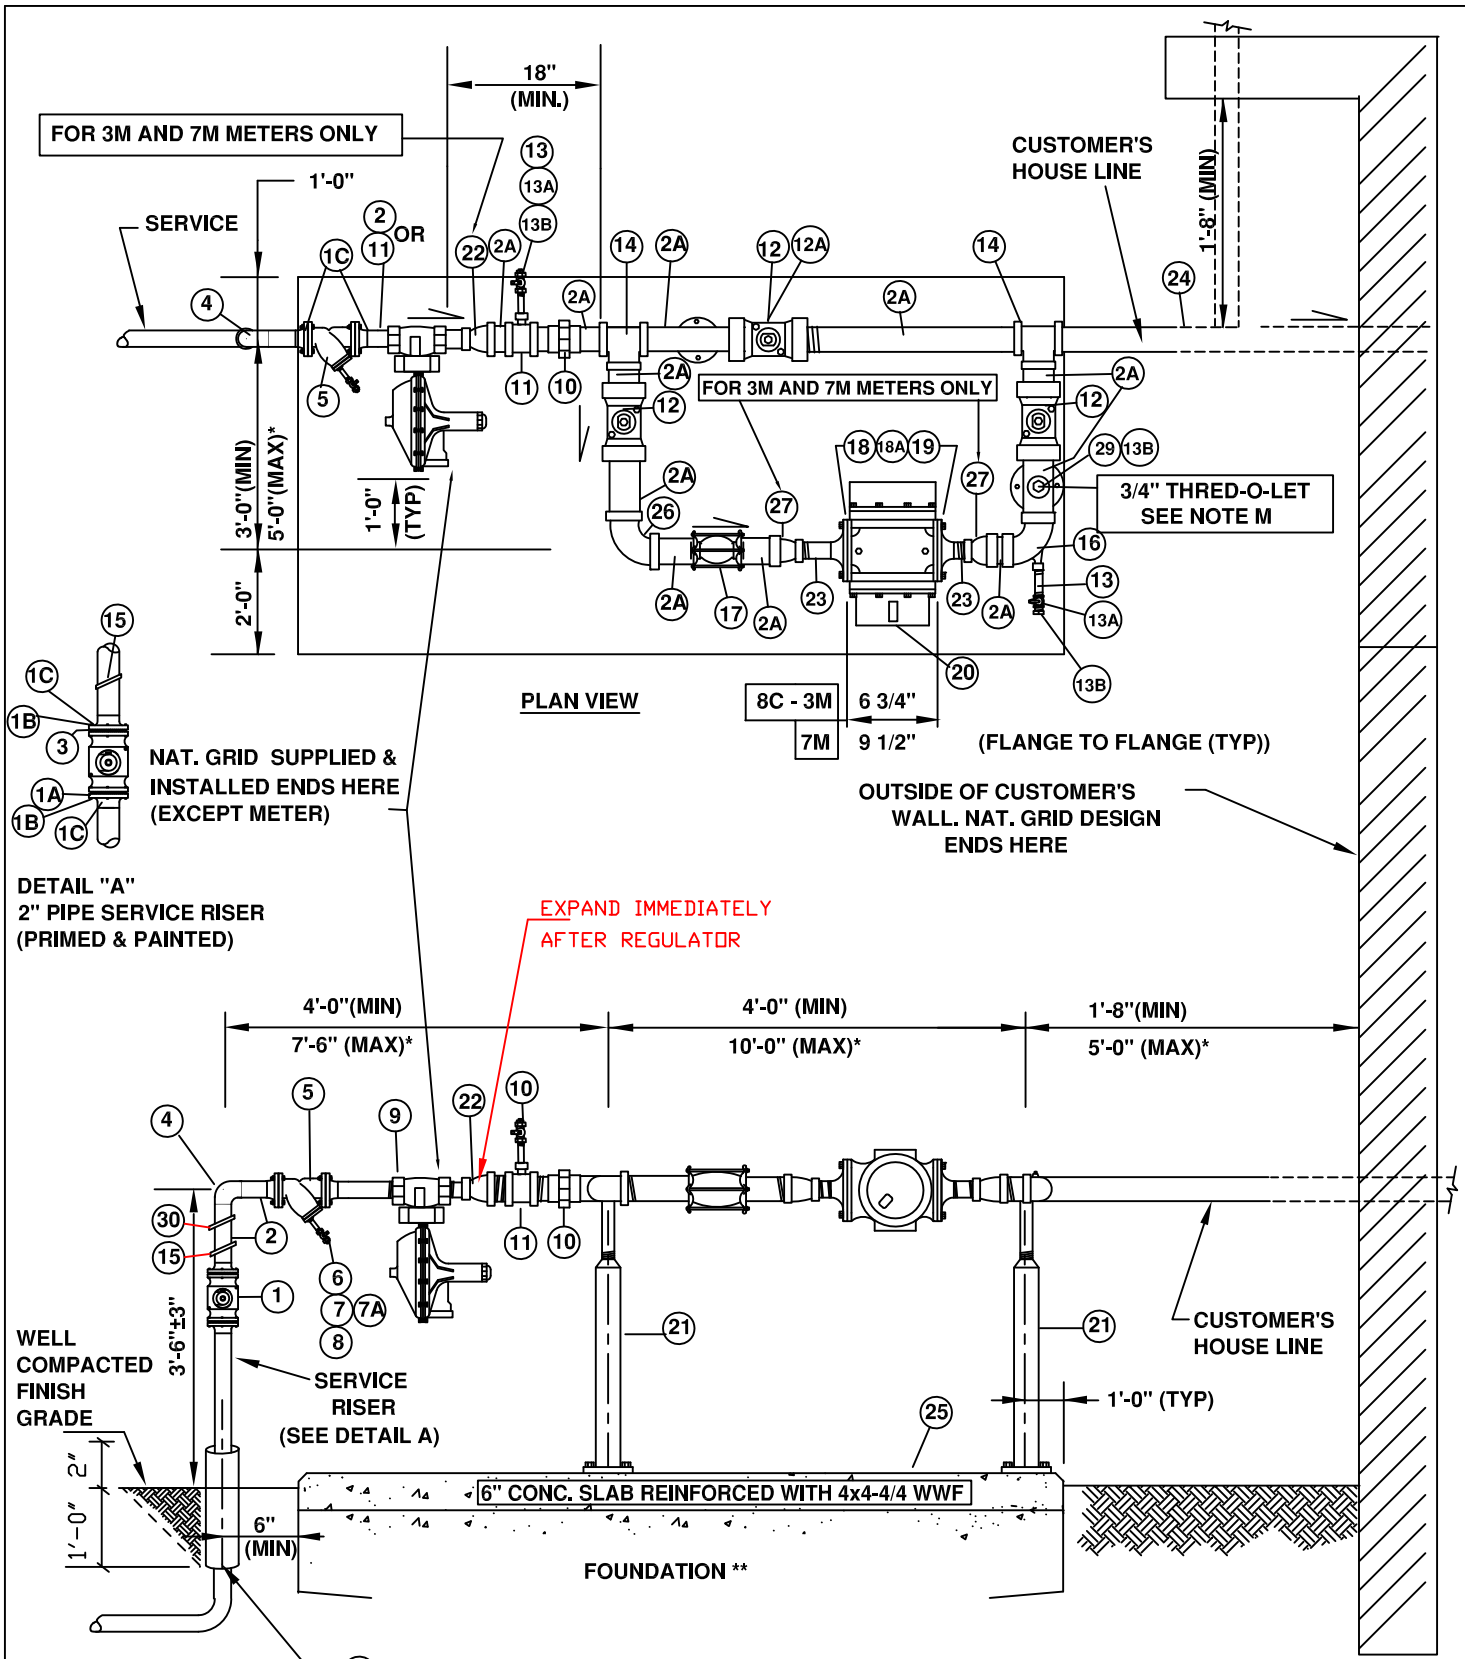 18"
(MIN.)
FOR 3M AND 7M METERS ONLY
1'-0"
SERVICE
CUSTOMER'S
HOUSE LINE
1'-8" (MIN)
13
13A
13B
2
OR
11
1C
22
2A
14
2A
12
12A
14
24
4
2A
2A
5
11
10
2A
FOR 3M AND 7M METERS ONLY
2A
12
12
3'-0"(MIN)
5'-0"(MAX)*
18
18A
19
29
13B
1'-0"
(TYP)
2A
27
27
3/4" THRED-O-LET
SEE NOTE M
26
16
2'-0"
2A
17
2A
23
23
2A
13
13A
15
20
13B
1C
1B
3
1A
1B
1C
PLAN VIEW
8C - 3M
6 3/4"
7M
9 1/2"
(FLANGE TO FLANGE (TYP))
NAT. GRID SUPPLIED &
INSTALLED ENDS HERE
(EXCEPT METER)
OUTSIDE OF CUSTOMER'S
WALL. NAT. GRID DESIGN
ENDS HERE
DETAIL "A"
2" PIPE SERVICE RISER
(PRIMED & PAINTED)
EXPAND IMMEDIATELY
AFTER REGULATOR
4'-0"(MIN)
7'-6" (MAX)*
4'-0" (MIN)
10'-0" (MAX)*
1'-8"(MIN)
5'-0" (MAX)*
4
5
9
22
10
30
2
15
11
10
6
7
7A
8
1
3'-6"±3"
21
21
CUSTOMER'S
HOUSE LINE
WELL
COMPACTED
FINISH
GRADE
SERVICE
RISER
(SEE DETAIL A)
25
1'-0" (TYP)
2"
1'-0"
6"
(MIN)
6" CONC. SLAB REINFORCED WITH 4x4-4/4 WWF
FOUNDATION **